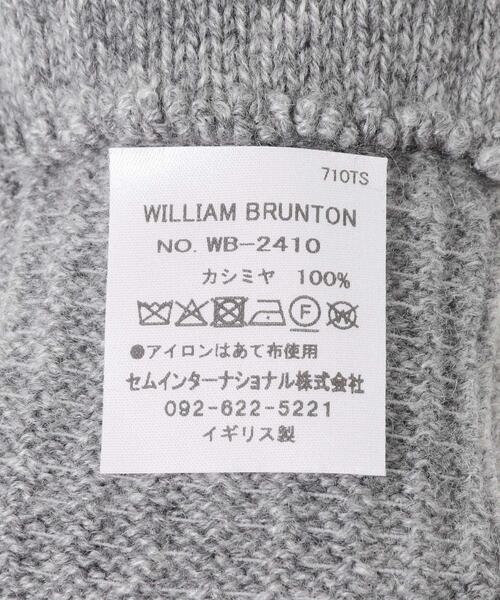 710TS
WILLIAM BRUNTON
NO. WB-2410
カシミヤ 100%
F W
●アイロンはあて布使用
セムインターナショナル株式会社
092-622-5221
イギリス製